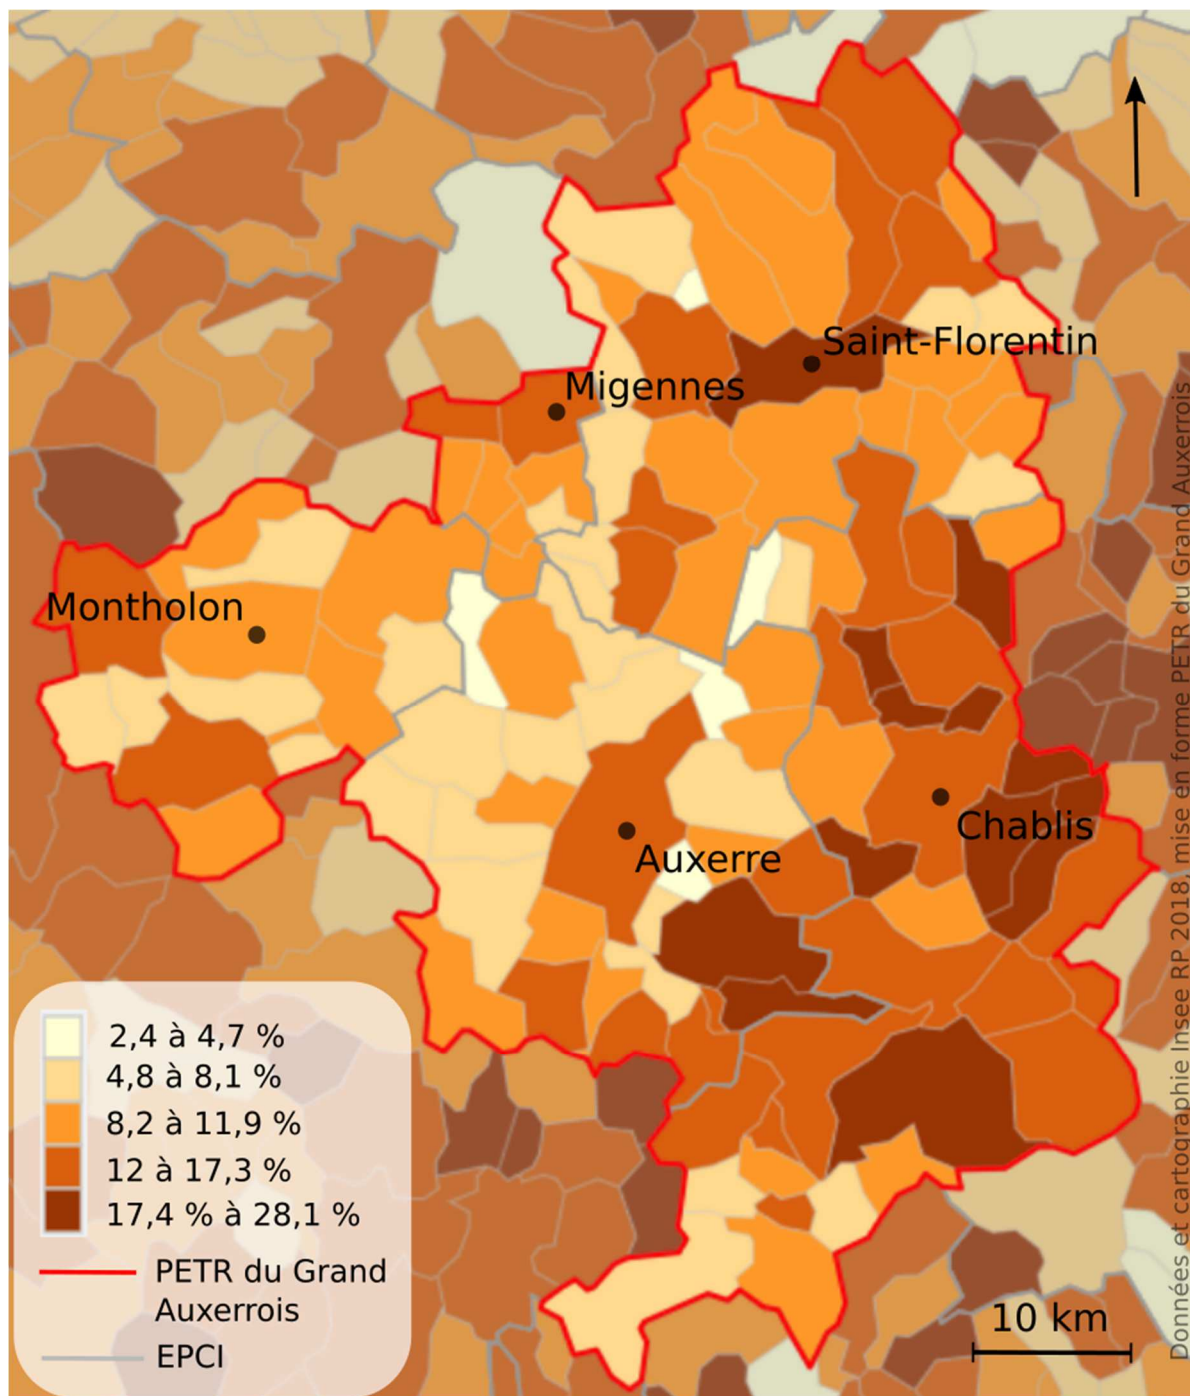 Saint-Florentin
Migennes
Montholon
Chablis
Auxerre
2,4 à 4,7 %
4,8 à 8,1 %
8,2 à 11,9 %
12 à 17,3 %
17,4 % à 28,1 %
PETR du Grand
Auxerrois
EPCI
10 km
Données et cartographie Insee RP 2018, mise en forme PETR du Grand Auxerrois